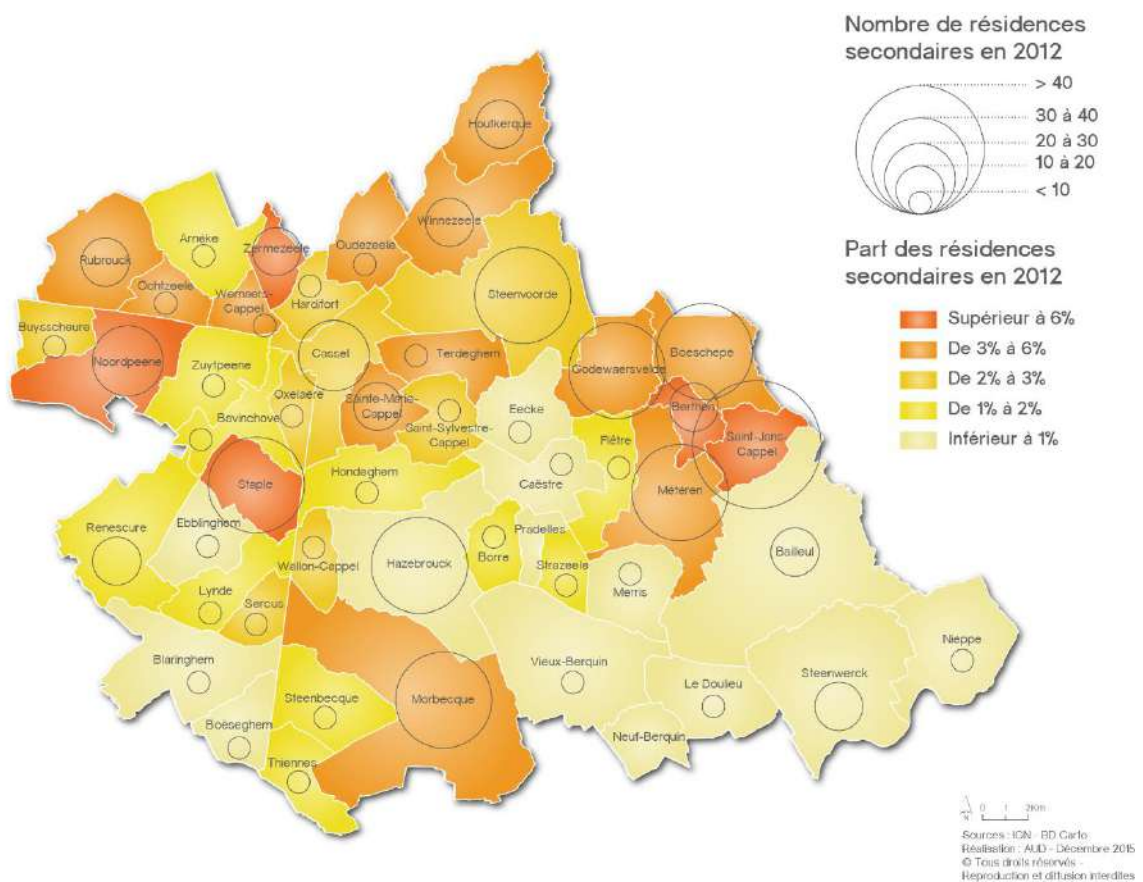 Nombre de résidences
secondaires en 2012
> 40
30 à 40
20 à 30
10 à 20
< 10
Part des résidences
secondaires en 2012
Supérieur à 6%
De 3% à 6%
De 2% à 3%
De 1% à 2%
Inférieur à 1%
Houtkerque
Winnezeele
Arnèke
Zermezeele
Oudezeele
Rubrouck
Ochtzeele
Wemaers-
Cappel
Hardifort
Steenvoorde
Buysscheure
Noordpeene
Zuytpeene
Cassel
Terdeghem
Boeschepe
Godewaersvelde
Oxelaëre
Sainte-Marie-
Cappel
Bavinchove
Saint-Sylvestre-
Cappel
Eecke
Flêtre
Berthen
Saint-Jans-
Cappel
Staple
Hondeghem
Caëstre
Méteren
Renescure
Ebblinghem
Wallon-Cappel
Hazebrouck
Borre
Pradelles
Strazeele
Merris
Bailleul
Lynde
Sercus
Blaringhem
Steenbecque
Morbecque
Vieux-Berquin
Le Doulieu
Steenwerck
Nieppe
Boëseghem
Neuf-Berquin
Thiennes
N
0 1 2Km
Sources : IGN - BD Carto
Réalisation : AUD - Décembre 2015
© Tous droits réservés -
Reproduction et diffusion interdites